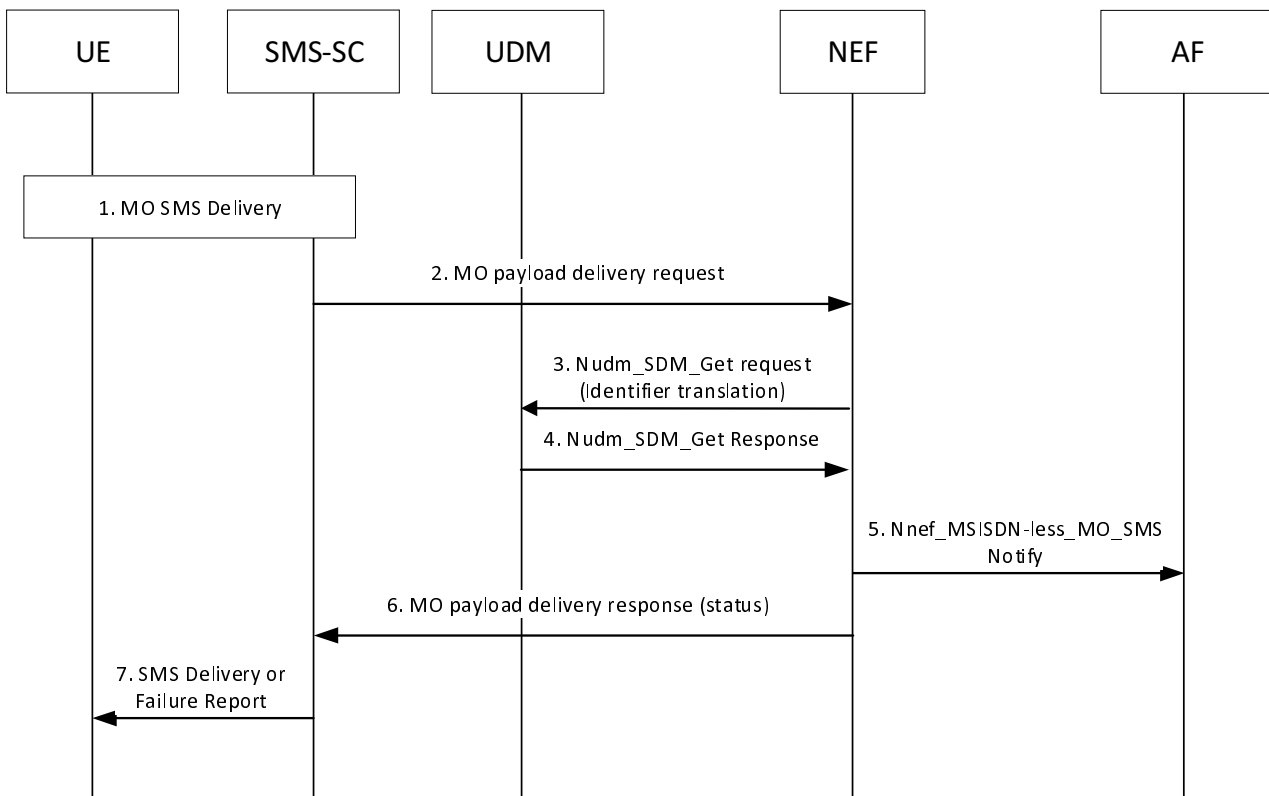 UE
SMS-SC
UDM
NEF
AF
1. MO SMS Delivery
2. MO payload delivery request
3. Nudm_SDM_Get request
(Identifier translation)
4. Nudm_SDM_Get Response
5. Nnef_MSISDN-less_MO_SMS
Notify
6. MO payload delivery response (status)
7. SMS Delivery or
Failure Report